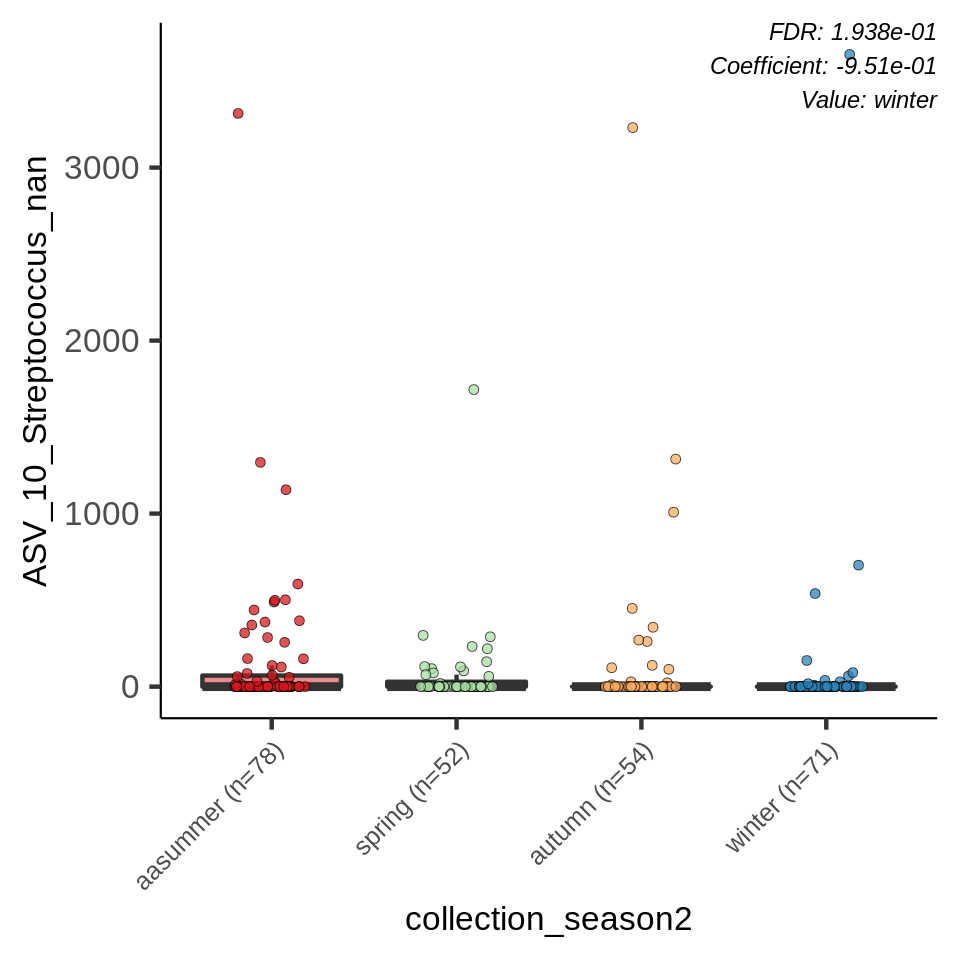 FDR: 1.938e-01
Coefficient: -9.51e-01
Value: winter
ASV_10_Streptococcus_nan
3000
2000
1000
0
aasummer (n=78)
spring (n=52)
autumn (n=54)
winter (n=71)
collection_season2